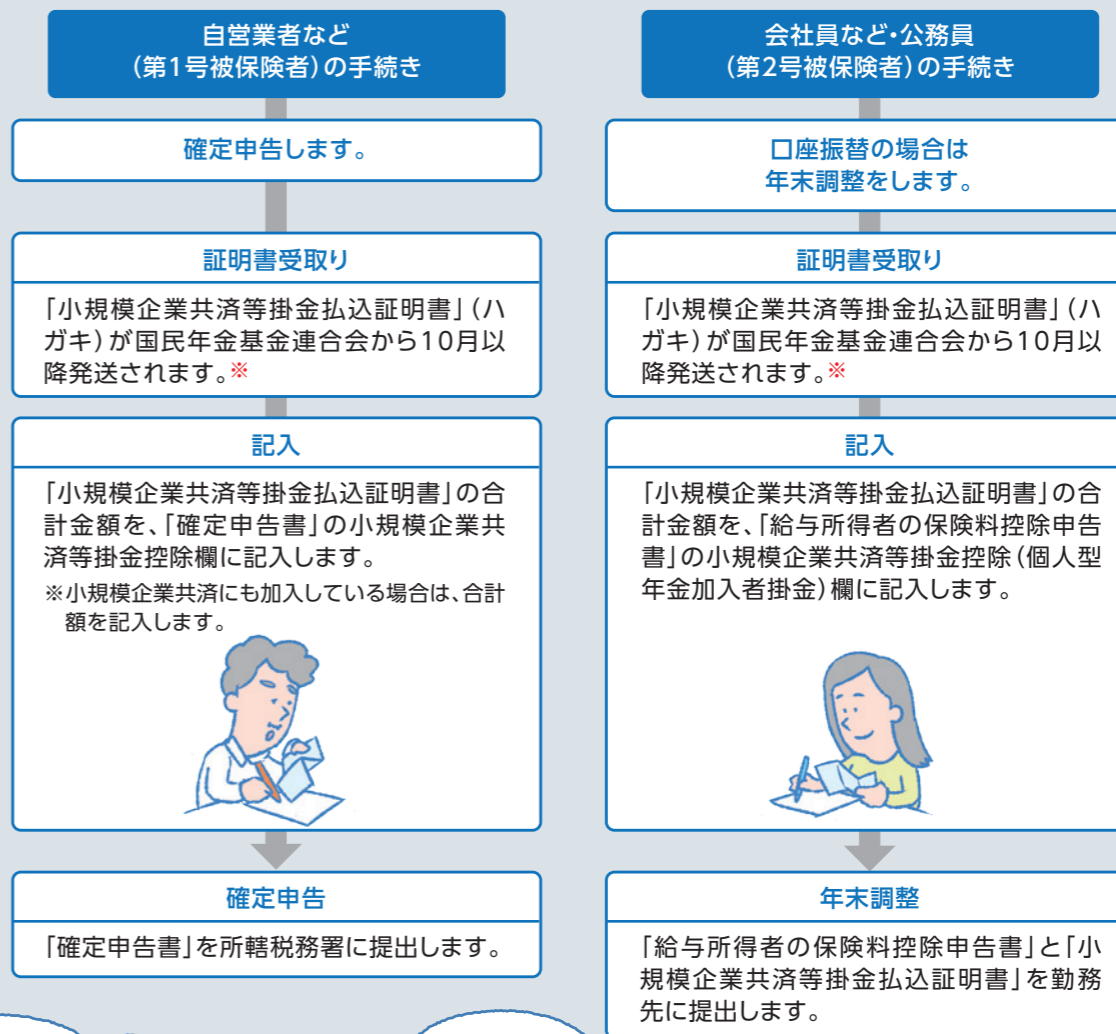 自営業者など
(第1号被保険者)の手続き
確定申告します。
証明書受取り
「小規模企業共済等掛金払込証明書」(ハ
ガキ)が国民年金基金連合会から10月以
降発送されます。※
記入
「小規模企業共済等掛金払込証明書」の合
計金額を、「確定申告書」の小規模企業共
済等掛金控除欄に記入します。
※小規模企業共済にも加入している場合は、合計
額を記入します。
確定申告
「確定申告書」を所轄税務署に提出します。
会社員など・公務員
(第2号被保険者)の手続き
口座振替の場合は
年末調整をします。
証明書受取り
「小規模企業共済等掛金払込証明書」(ハ
ガキ)が国民年金基金連合会から10月以
降発送されます。※
記入
「小規模企業共済等掛金払込証明書」の合
計金額を、「給与所得者の保険料控除申告
書」の小規模企業共済等掛金控除(個人型
年金加入者掛金)欄に記入します。
年末調整
「給与所得者の保険料控除申告書」と「小
規模企業共済等掛金払込証明書」を勤務
先に提出します。